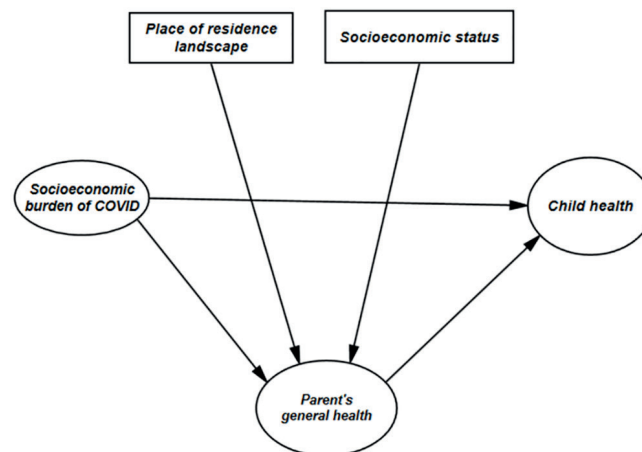 Place of residence
landscape
Socioeconomic status
Socioeconomic
burden of COVID
Child health
Parent's
general health